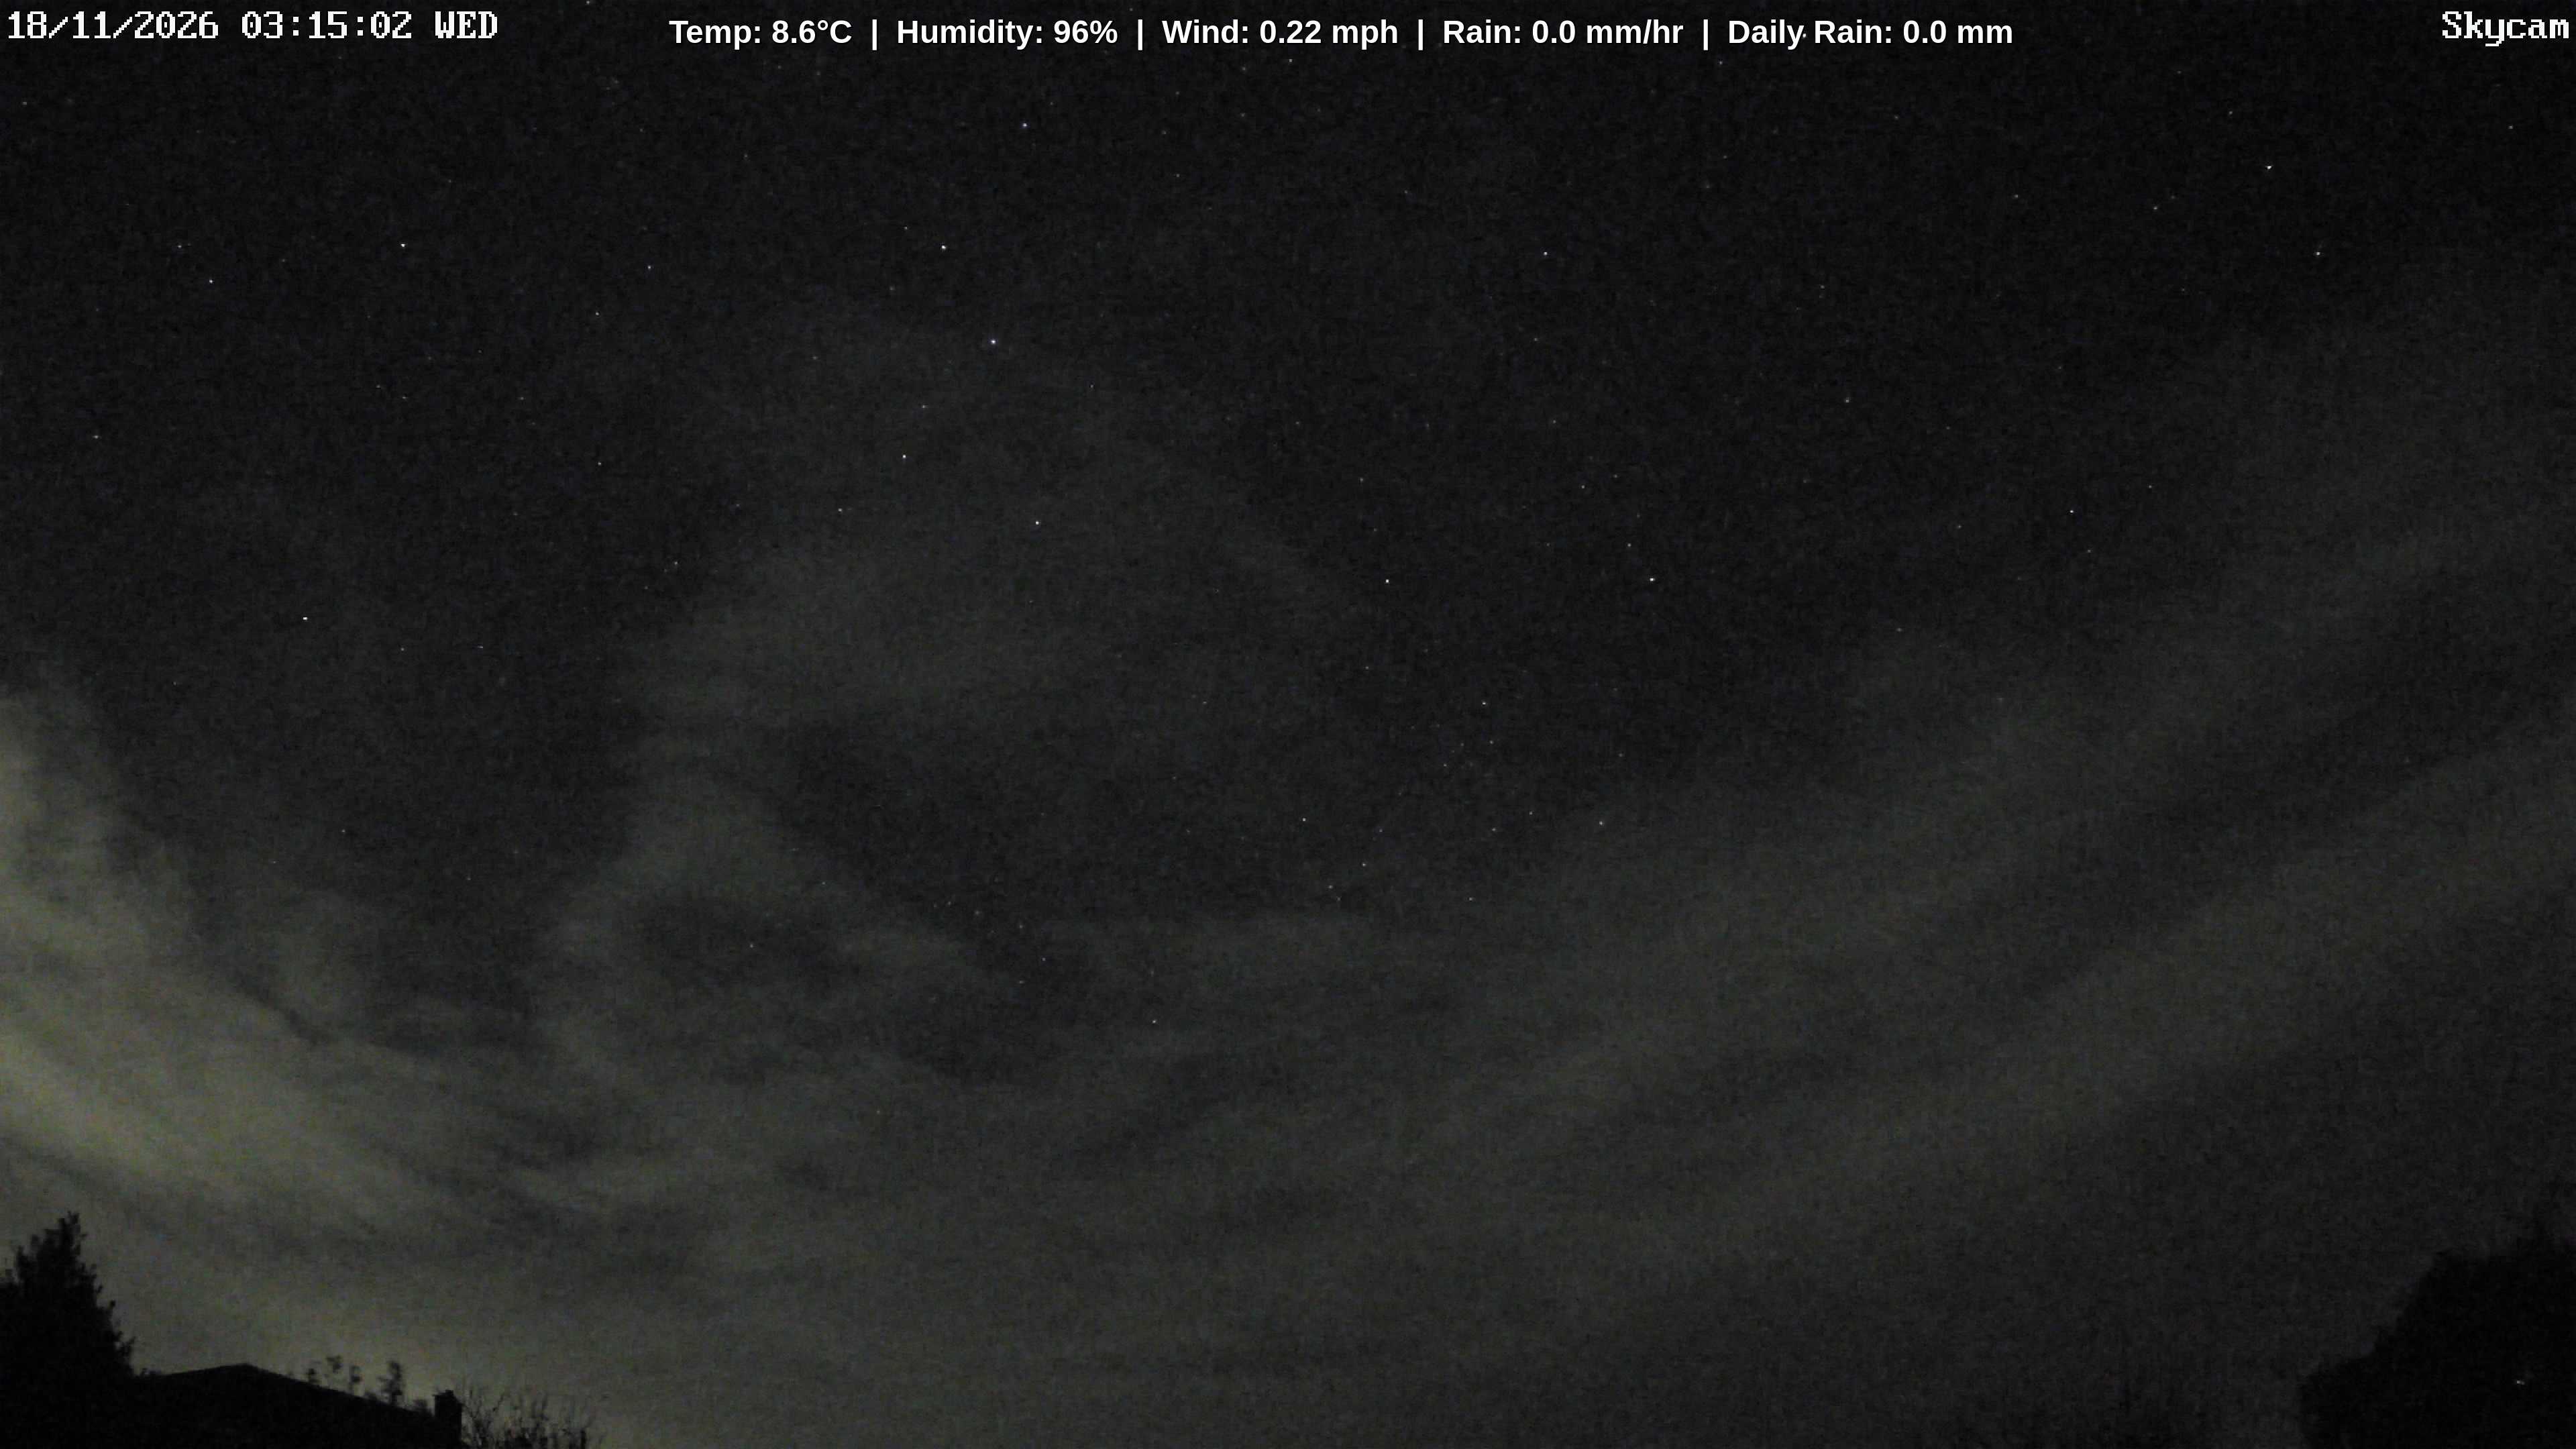 18/11/2026 03:15:02 WED
Temp: 8.6°C | Humidity: 96% | Wind: 0.22 mph | Rain: 0.0 mm/hr | Daily Rain: 0.0 mm
Skycam